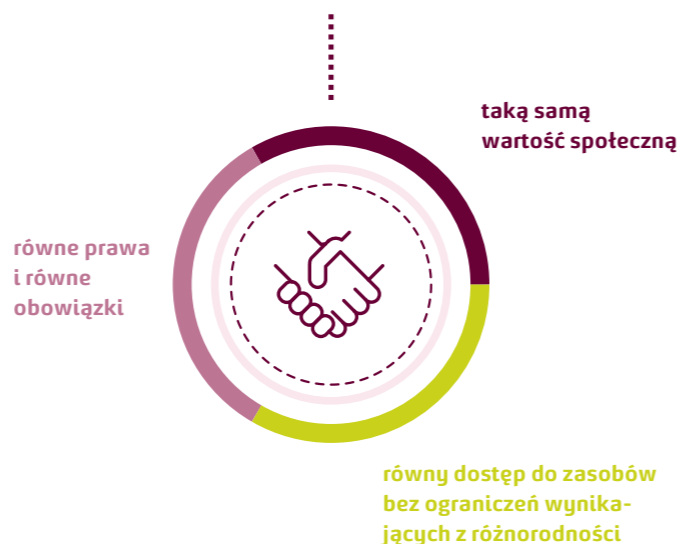 taką samą
wartość społeczną
równe prawa
i równe
obowiązki
równy dostęp do zasobów
bez ograniczeń wynika-
jących z różnorodności